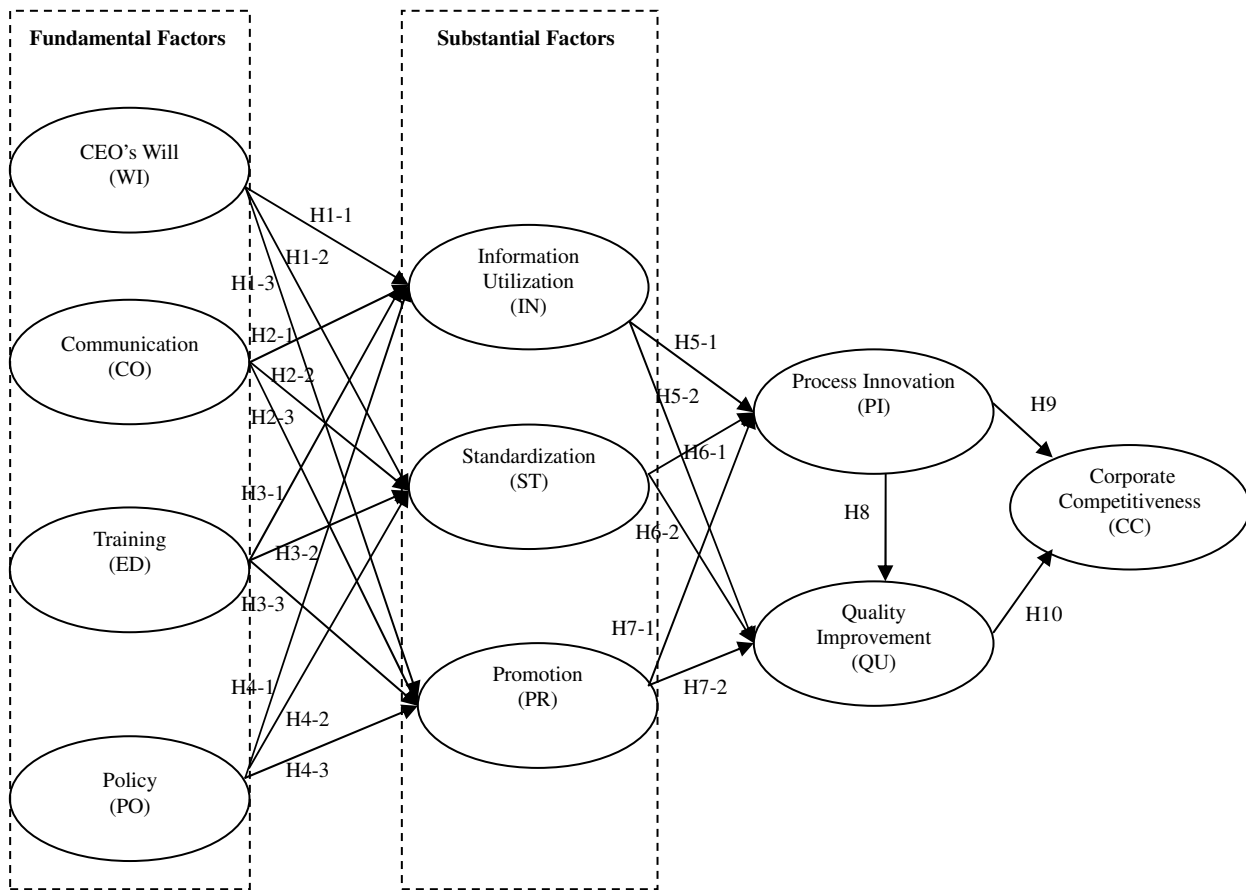 Fundamental Factors
Substantial Factors
CEO’s Will
(WI)
Communication
(CO)
Training
(ED)
Policy
(PO)
H1-1
H1-2
H1-3
H2-1
H2-2
H2-3
H3-1
H3-2
H3-3
H4-1
H4-2
H4-3
Information
Utilization
(IN)
Standardization
(ST)
Promotion
(PR)
H5-1
H5-2
H6-1
H6-2
H7-1
H7-2
Process Innovation
(PI)
H8
Quality
Improvement
(QU)
H9
H10
Corporate
Competitiveness
(CC)